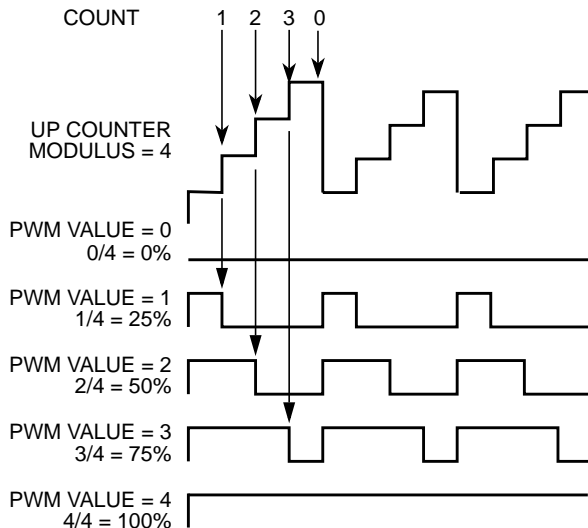 COUNT 1 2 3 0
UP COUNTER
MODULUS = 4
PWM VALUE = 0
0/4 = 0%
PWM VALUE = 1
1/4 = 25%
PWM VALUE = 2
2/4 = 50%
PWM VALUE = 3
3/4 = 75%
PWM VALUE = 4
4/4 = 100%